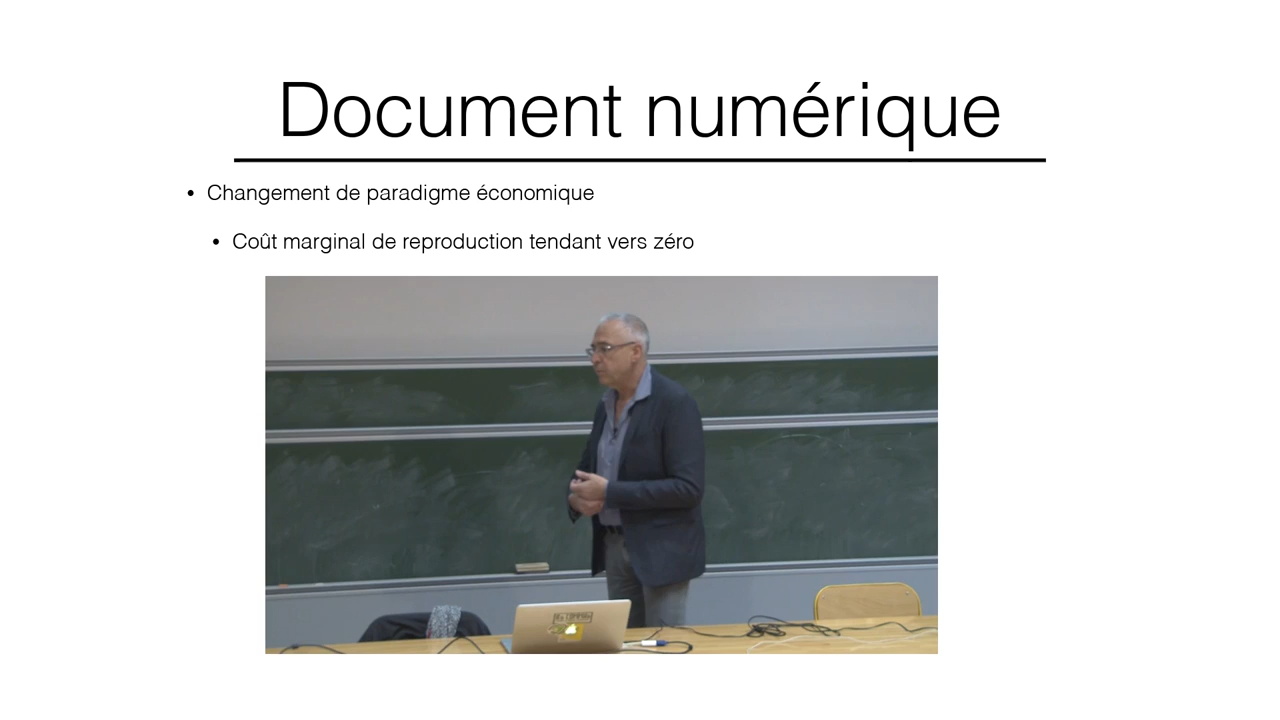 Document numérique
• Changement de paradigme économique
• Coût marginal de reproduction tendant vers zéro